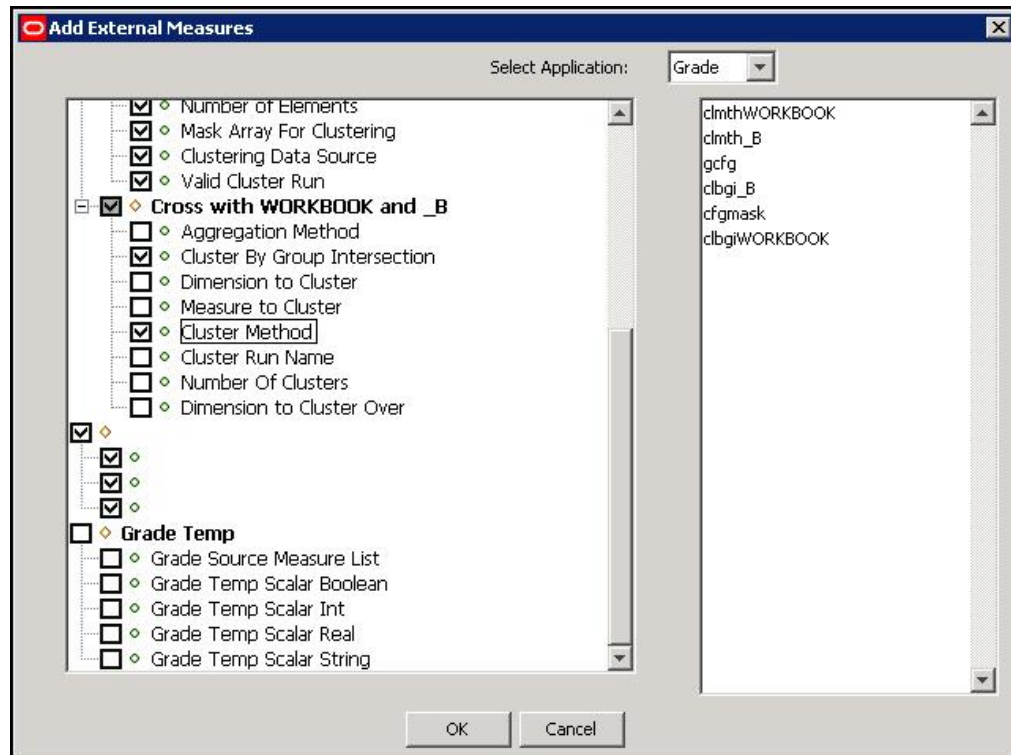 Add External Measures
Select Application: Grade
Number of Elements
Mask Array For Clustering
Clustering Data Source
Valid Cluster Run
Cross with WORKBOOK and _B
Aggregation Method
Cluster By Group Intersection
Dimension to Cluster
Measure to Cluster
Cluster Method
Cluster Run Name
Number Of Clusters
Dimension to Cluster Over
Grade Temp
Grade Source Measure List
Grade Temp Scalar Boolean
Grade Temp Scalar Int
Grade Temp Scalar Real
Grade Temp Scalar String
clmthWORKBOOK
clmth_B
gcfg
clbgi_B
cfgmask
clbgiWORKBOOK
OK Cancel